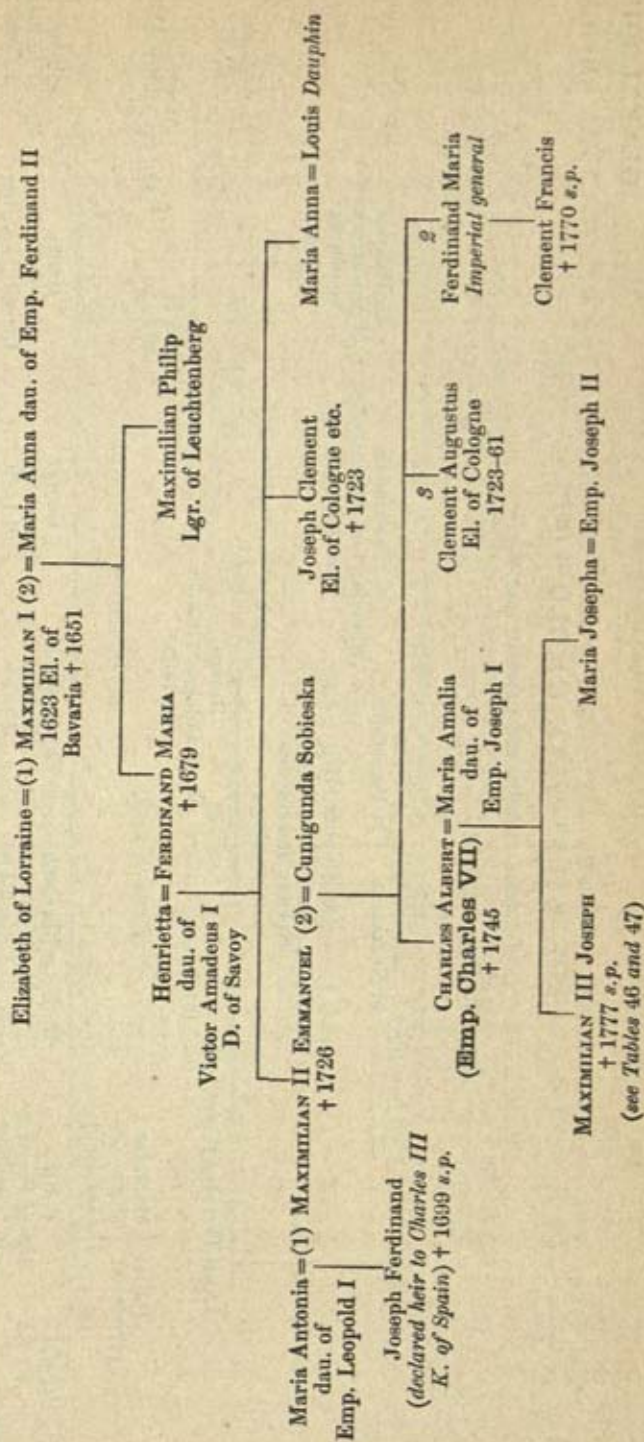 Elizabeth of Lorraine=(1) MAXIMILIAN I (2)=Maria Anna dau. of Emp. Ferdinand II
1623 El. of
Bavaria † 1651
Henrietta=FERDINAND MARIA
dau. of
† 1679
Victor Amadeus I
D. of Savoy
Maximilian Philip
Lgr. of Leuchtenberg
Maria Antonia=(1) MAXIMILIAN II EMMANUEL (2)=Cunigunda Sobieska
dau. of
† 1726
Emp. Leopold I
Joseph Clement
El. of Cologne etc.
† 1723
Maria Anna=Louis Dauphin
Joseph Ferdinand
(declared heir to Charles III
K. of Spain) † 1699 s.p.
CHARLES ALBERT=Maria Amalia
(Emp. Charles VII)
dau. of
† 1745
Emp. Joseph I
3
Clement Augustus
El. of Cologne
1723-61
2
Ferdinand Maria
Imperial general
Clement Francis
† 1770 s.p.
MAXIMILIAN III JOSEPH
† 1777 s.p.
(see Tables 46 and 47)
Maria Josepha=Emp. Joseph II